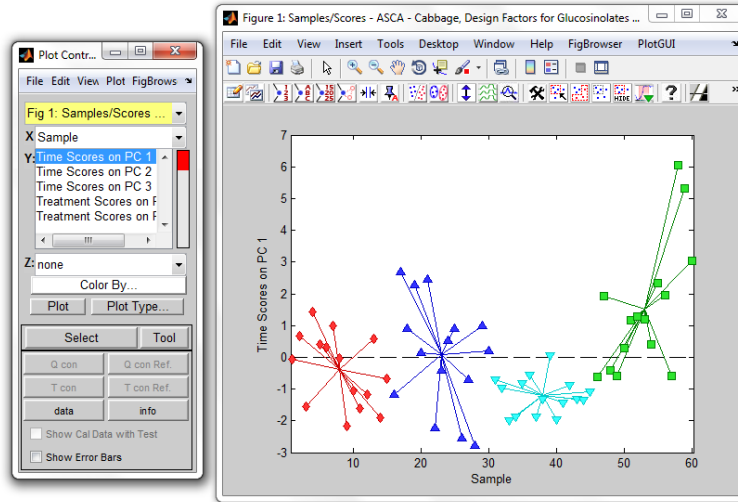 Plot Contr...
File Edit View Plot FigBrows
Fig 1: Samples/Scores ...
X Sample
Y: Time Scores on PC 1
Time Scores on PC 2
Time Scores on PC 3
Treatment Scores on P
Treatment Scores on P
Z: none
Color By...
Plot Plot Type...
Select Tool
Q con Q con Ref.
T con T con Ref.
data info
Show Cal Data with Test
Show Error Bars
Figure 1: Samples/Scores - ASCA - Cabbage, Design Factors for Glucosinolates ...
File Edit View Insert Tools Desktop Window Help FigBrowser PlotGUI
HIDE
7
6
5
4
3
2
1
0
-1
-2
-3
Time Scores on PC 1
10 20 30 40 50 60
Sample